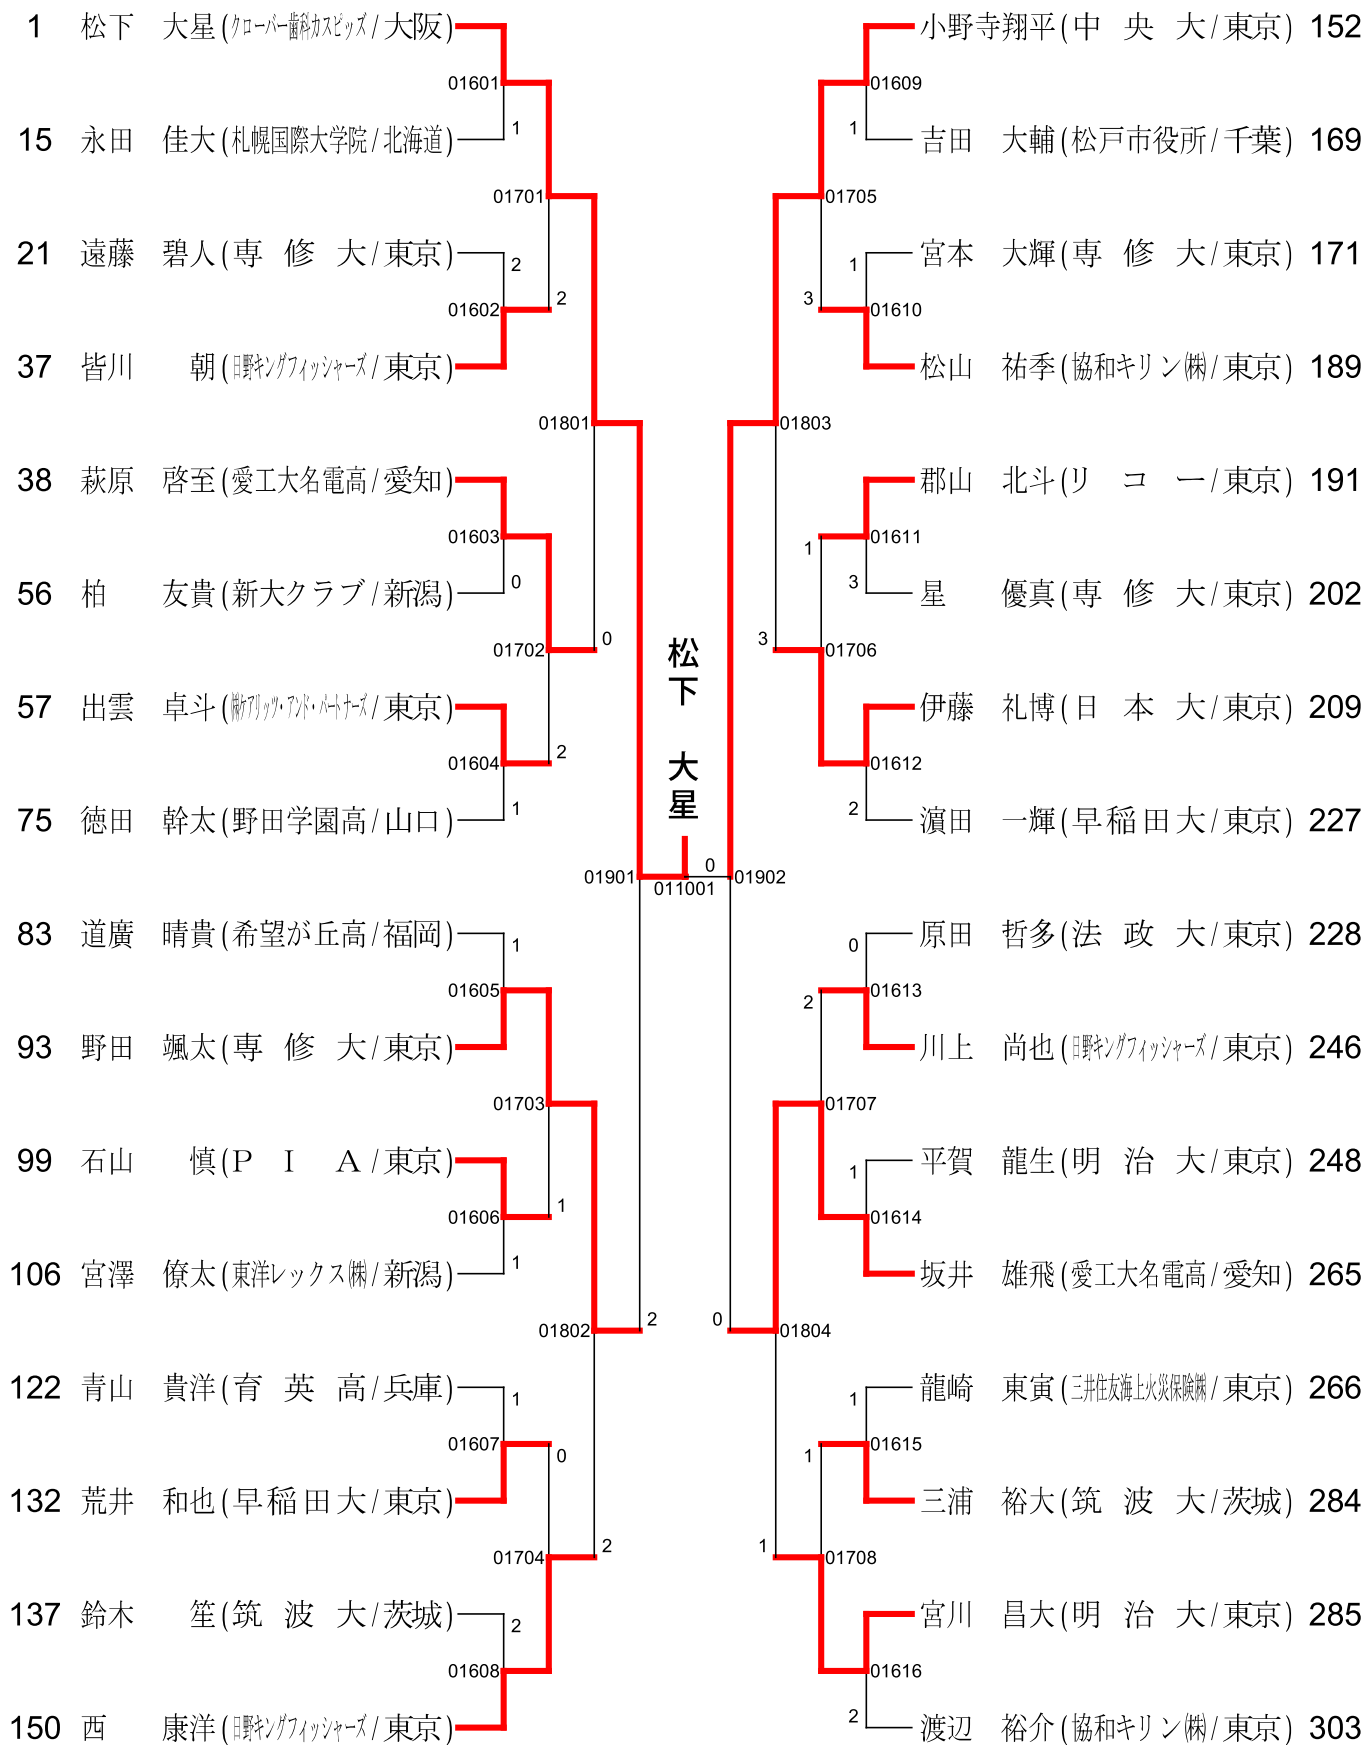 1 松下 大星(クローバー歯科カスピッズ/大阪)
小野寺翔平(中央大/東京) 152
01601
01609
1
1
15 永田 佳大(札幌国際大学院/北海道)
吉田 大輔(松戸市役所/千葉) 169
01701
01705
21 遠藤 碧人(専修大/東京)
宮本 大輝(専修大/東京) 171
2
1
2
3
01602
01610
37 皆川 朝(日野キングフィッシャーズ/東京)
松山 祐季(協和キリン㈱/東京) 189
01801
01803
38 萩原 啓至(愛工大名電高/愛知)
郡山 北斗(リコー/東京) 191
01603
1
01611
0
3
56 柏 友貴(新大クラブ/新潟)
星 優真(専修大/東京) 202
0
3
01702
01706
松下 大星
57 出雲 卓斗(㈱ケアリッツ・アンド・パートナーズ/東京)
伊藤 礼博(日本大/東京) 209
01604
2
01612
1
2
75 徳田 幹太(野田学園高/山口)
濵田 一輝(早稲田大/東京) 227
0
01901
011001
01902
83 道廣 晴貴(希望が丘高/福岡)
原田 哲多(法政大/東京) 228
1
0
01605
2
01613
93 野田 颯太(専修大/東京)
川上 尚也(日野キングフィッシャーズ/東京) 246
01703
01707
99 石山 慎(PIA/東京)
平賀 龍生(明治大/東京) 248
1
1
01606
01614
1
106 宮澤 僚太(東洋レックス㈱/新潟)
坂井 雄飛(愛工大名電高/愛知) 265
2
0
01802
01804
122 青山 貴洋(育英高/兵庫)
龍崎 東寅(三井住友海上火災保険㈱/東京) 266
1
1
01607
0
1
01615
132 荒井 和也(早稲田大/東京)
三浦 裕大(筑波大/茨城) 284
2
1
01704
01708
137 鈴木 笙(筑波大/茨城)
宮川 昌大(明治大/東京) 285
2
01608
01616
2
150 西 康洋(日野キングフィッシャーズ/東京)
渡辺 裕介(協和キリン㈱/東京) 303